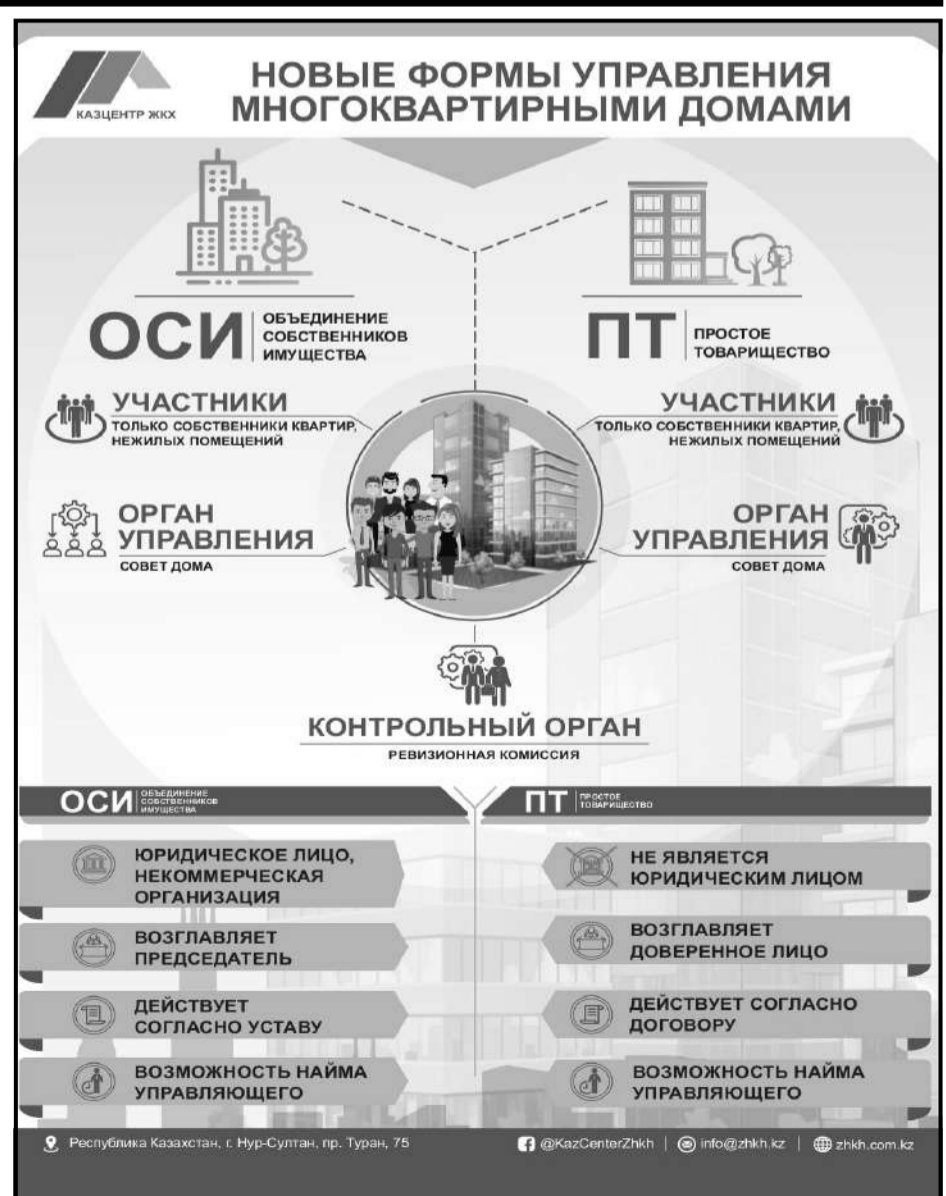 КАЗЦЕНТР ЖКХ
НОВЫЕ ФОРМЫ УПРАВЛЕНИЯ
МНОГОКВАРТИРНЫМИ ДОМАМИ
ОСИ
ОБЪЕДИНЕНИЕ
СОБСТВЕННИКОВ
ИМУЩЕСТВА
ПТ
ПРОСТОЕ
ТОВАРИЩЕСТВО
УЧАСТНИКИ
ТОЛЬКО СОБСТВЕННИКИ КВАРТИР,
НЕЖИЛЫХ ПОМЕЩЕНИЙ
УЧАСТНИКИ
ТОЛЬКО СОБСТВЕННИКИ КВАРТИР,
НЕЖИЛЫХ ПОМЕЩЕНИЙ
ОРГАН
УПРАВЛЕНИЯ
СОВЕТ ДОМА
ОРГАН
УПРАВЛЕНИЯ
СОВЕТ ДОМА
КОНТРОЛЬНЫЙ ОРГАН
РЕВИЗИОННАЯ КОМИССИЯ
ОСИ
ОБЪЕДИНЕНИЕ
СОБСТВЕННИКОВ
ИМУЩЕСТВА
ПТ
ПРОСТОЕ
ТОВАРИЩЕСТВО
ЮРИДИЧЕСКОЕ ЛИЦО,
НЕКОММЕРЧЕСКАЯ
ОРГАНИЗАЦИЯ
НЕ ЯВЛЯЕТСЯ
ЮРИДИЧЕСКИМ ЛИЦОМ
ВОЗГЛАВЛЯЕТ
ПРЕДСЕДАТЕЛЬ
ВОЗГЛАВЛЯЕТ
ДОВЕРЕННОЕ ЛИЦО
ДЕЙСТВУЕТ
СОГЛАСНО УСТАВУ
ДЕЙСТВУЕТ СОГЛАСНО
ДОГОВОРУ
ВОЗМОЖНОСТЬ НАЙМА
УПРАВЛЯЮЩЕГО
ВОЗМОЖНОСТЬ НАЙМА
УПРАВЛЯЮЩЕГО
Республика Казахстан, г. Нур-Султан, пр. Туран, 75
@KazCenterZhkh | info@zhkh.kz | zhkh.com.kz